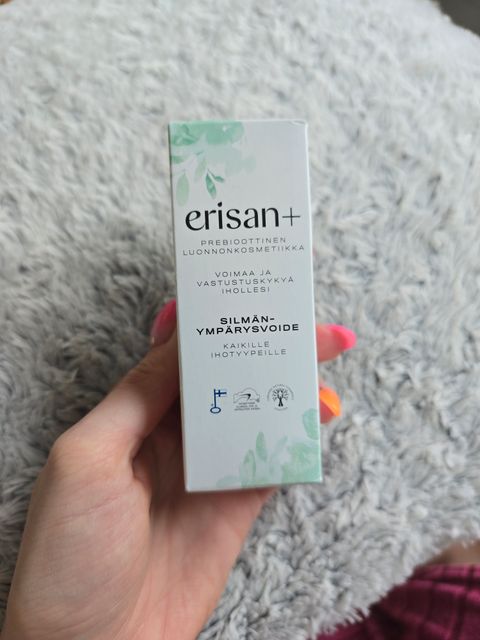 erisan+
PREBIOOTTINEN
LUONNONKOSMETIIKKA
VOIMAA JA
VASTUSTUSKYKYÄ
IHOLLESI
SILMÄN-
YMPÄRYSVOIDE
KAIKILLE
IHOTYYPEILLE